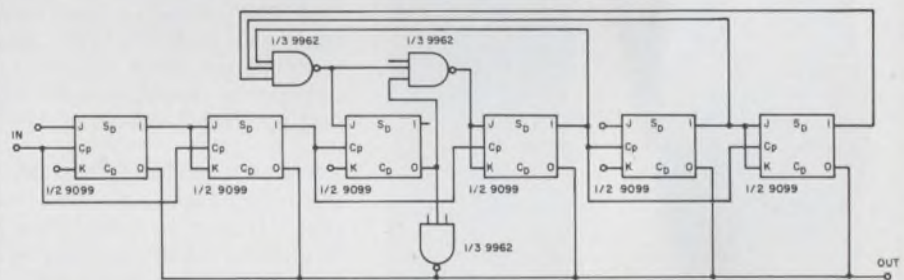 1/3 9962
1/3 9962
IN
J SD 1
CP
K CD 0
J SD 1
CP
K CD 0
J SD 1
CP
K CD 0
J SD 1
CP
K CD 0
J SD 1
CP
K CD 0
J SD 1
CP
K CD 0
1/2 9099
1/2 9099
1/2 9099
1/2 9099
1/2 9099
1/2 9099
1/3 9962
OUT